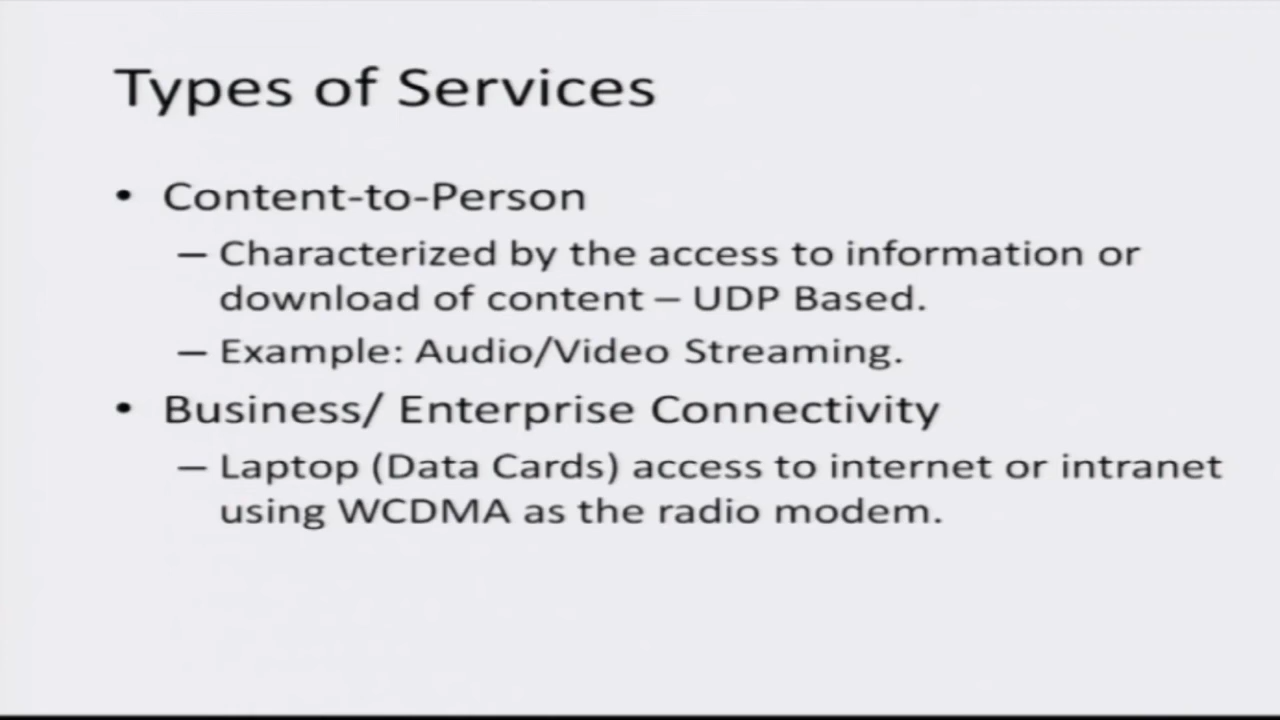 Types of Services
• Content-to-Person
– Characterized by the access to information or
download of content – UDP Based.
– Example: Audio/Video Streaming.
• Business/ Enterprise Connectivity
– Laptop (Data Cards) access to internet or intranet
using WCDMA as the radio modem.